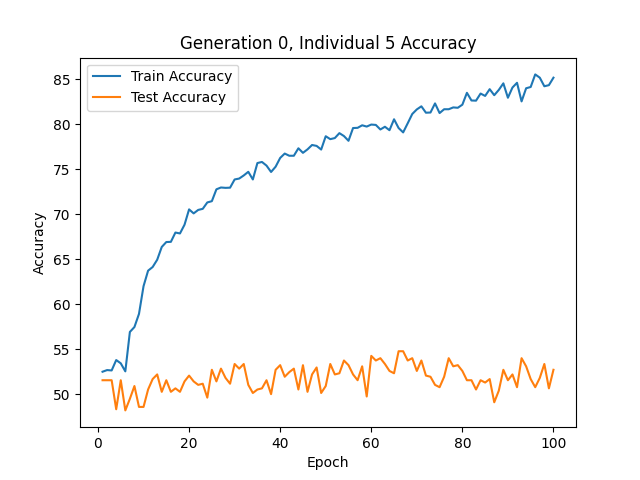 Generation 0, Individual 5 Accuracy
Train Accuracy
Test Accuracy
85
80
75
70
65
60
55
50
Accuracy
0 20 40 60 80 100
Epoch